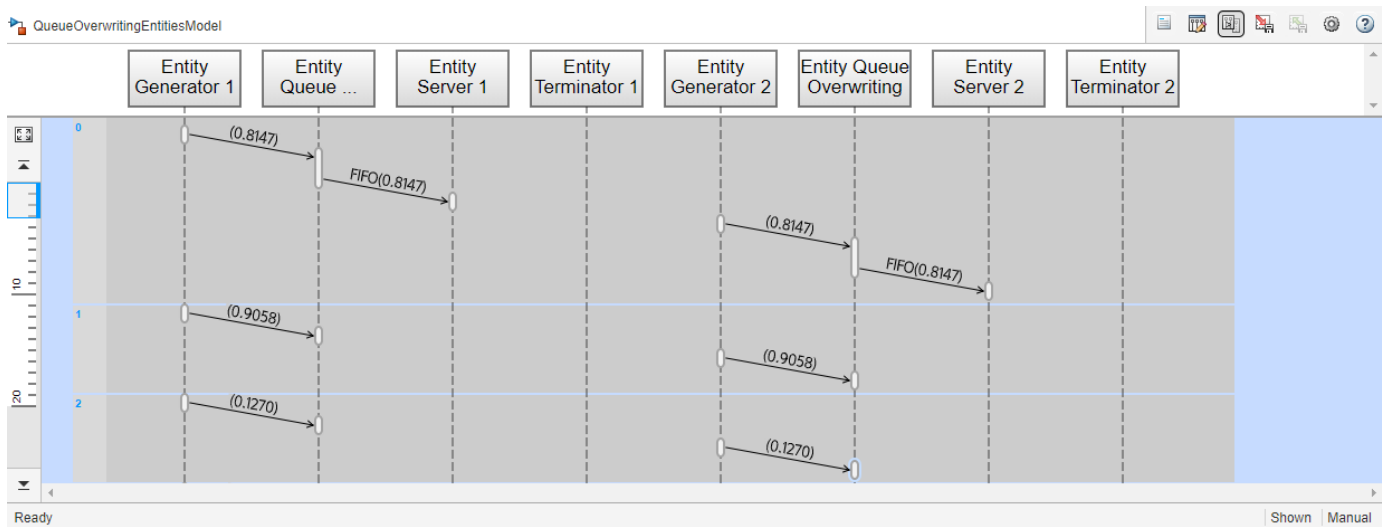 QueueOverwritingEntitiesModel
Entity
Generator 1
Entity
Queue ...
Entity
Server 1
Entity
Terminator 1
Entity
Generator 2
Entity Queue
Overwriting
Entity
Server 2
Entity
Terminator 2
0
(0.8147)
FIFO(0.8147)
(0.8147)
FIFO(0.8147)
10
1
(0.9058)
(0.9058)
20
2
(0.1270)
(0.1270)
Ready
Shown
Manual